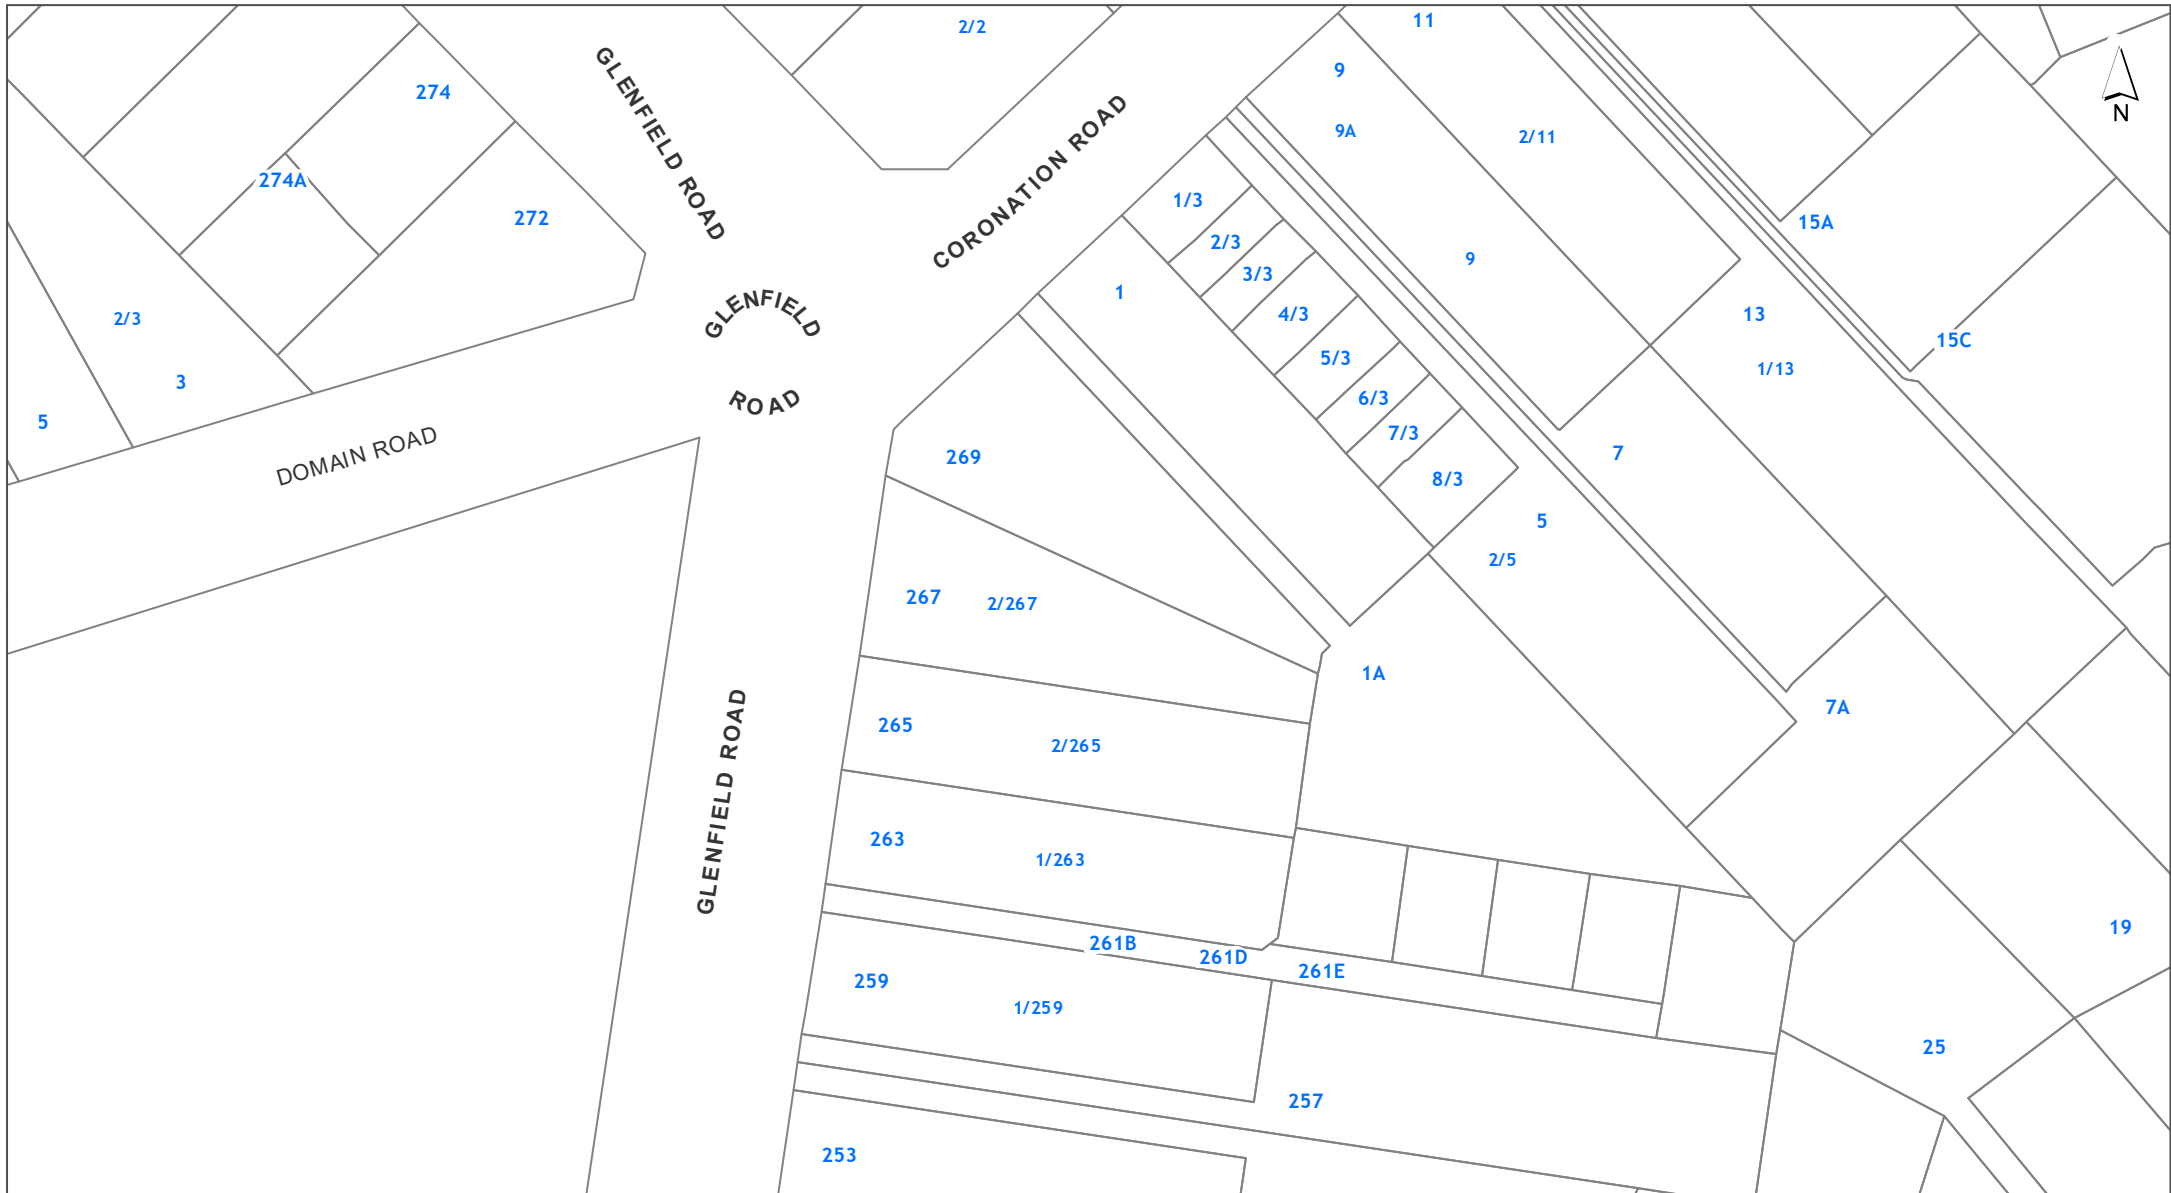 11
2/2
GLENFIELD ROAD
9
274
CORONATION ROAD
9A
2/11
N
274A
1/3
272
15A
2/3
9
3/3
1
4/3
13
2/3
GLENFIELD
ROAD
15C
5/3
1/13
3
6/3
5
DOMAIN ROAD
7/3
7
269
8/3
5
2/5
267
2/267
1A
7A
265
2/265
GLENFIELD ROAD
263
1/263
19
261B
261D
261E
259
1/259
25
257
253